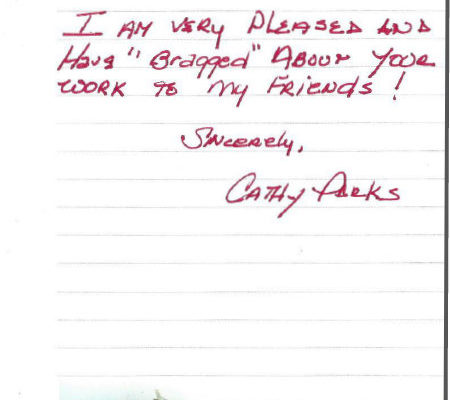 I AM VERY PLEASED AND
HAVE "Bragged" ABOUT YOUR
WORK TO MY FRIENDS!
SINCERELY,
CATHY PARKS